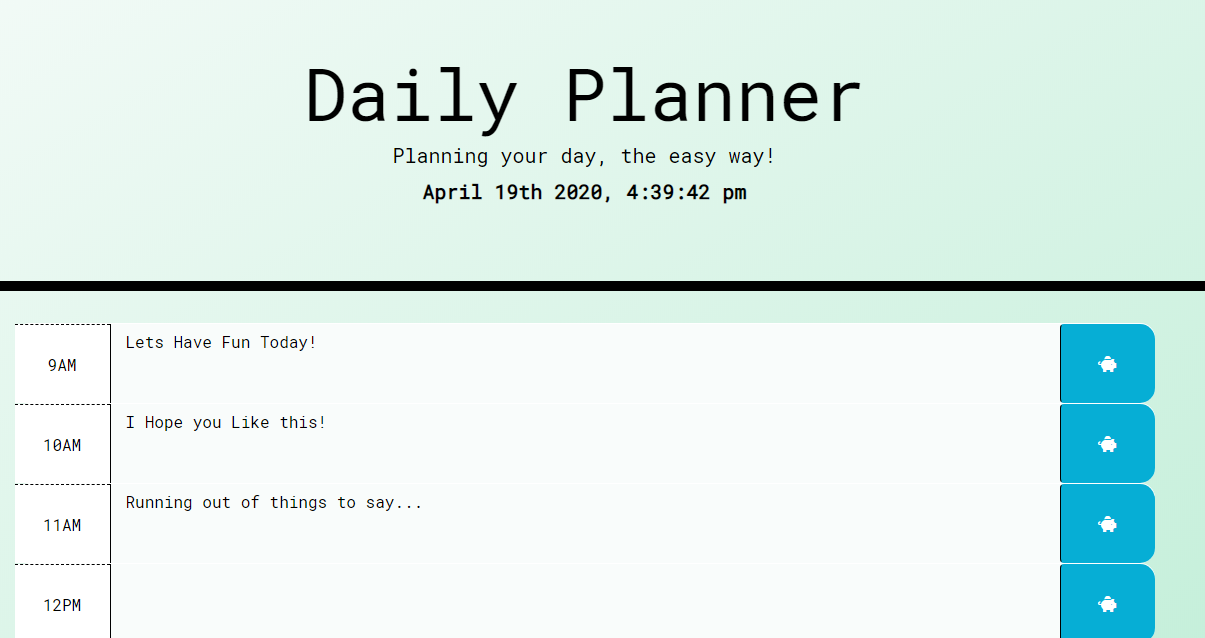 Daily Planner
Planning your day, the easy way!
April 19th 2020, 4:39:42 pm
9AM
Lets Have Fun Today!
10AM
I Hope you Like this!
11AM
Running out of things to say...
12PM